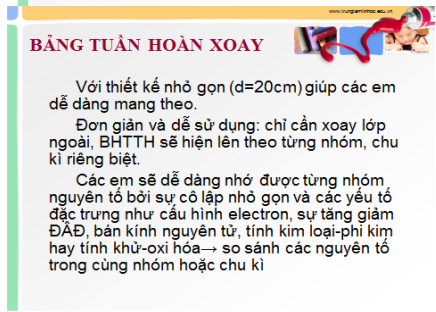 www.trungtamtinhoc.edu.vn
BẢNG TUẦN HOÀN XOAY
Với thiết kế nhỏ gọn (d=20cm) giúp các em
dễ dàng mang theo.
Đơn giản và dễ sử dụng: chỉ cần xoay lớp
ngoài, BHTTH sẽ hiện lên theo từng nhóm, chu
kì riêng biệt.
Các em sẽ dễ dàng nhớ được từng nhóm
nguyên tố bởi sự cô lập nhỏ gọn và các yếu tố
đặc trưng như cấu hình electron, sự tăng giảm
ĐÂĐ, bán kính nguyên tử, tính kim loại-phi kim
hay tính khử-oxi hóa→ so sánh các nguyên tố
trong cùng nhóm hoặc chu kì